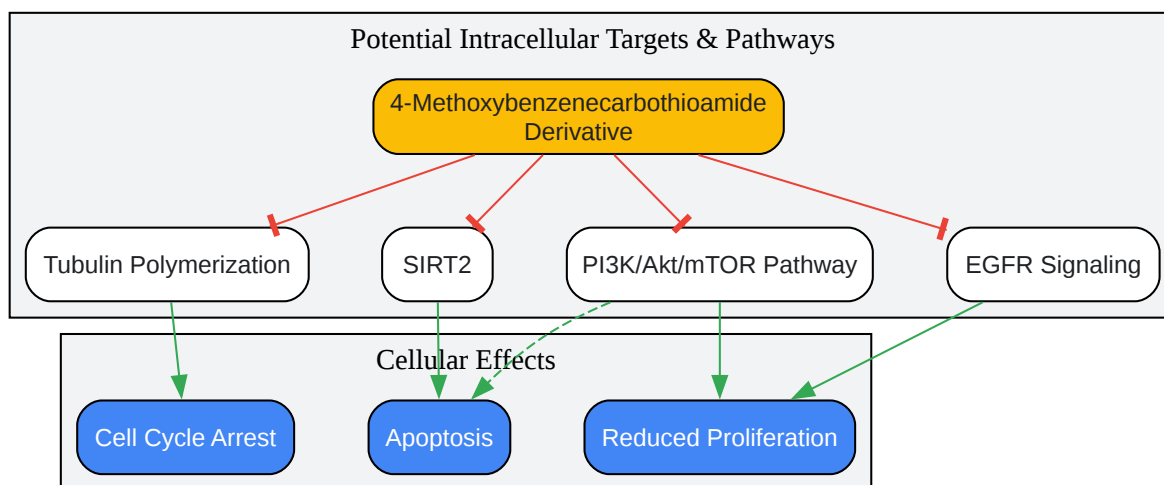 Potential Intracellular Targets & Pathways
4-Methoxybenzenecarbothioamide
Derivative
Tubulin Polymerization
SIRT2
PI3K/Akt/mTOR Pathway
EGFR Signaling
Cellular Effects
Cell Cycle Arrest
Apoptosis
Reduced Proliferation